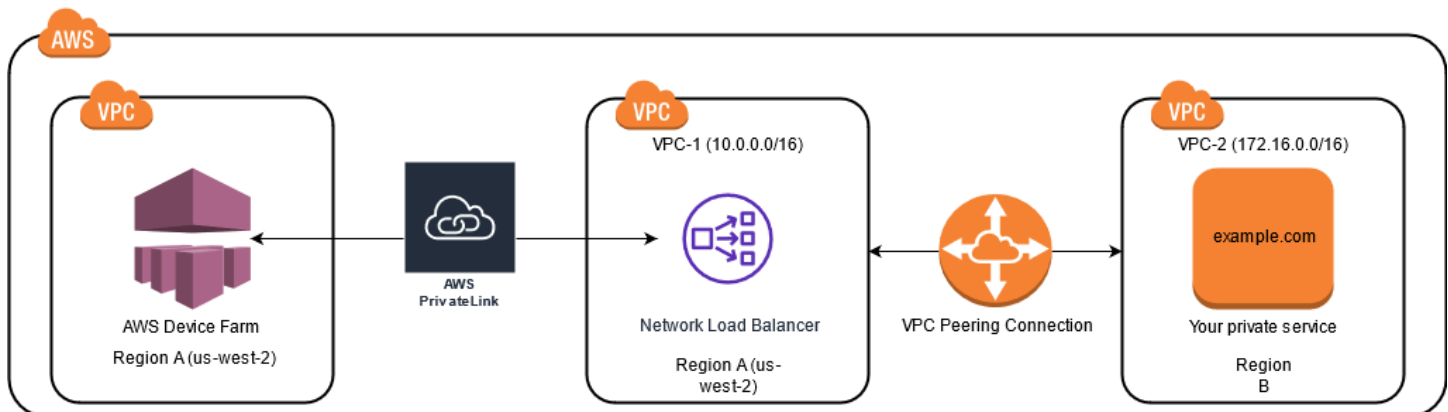 AWS
VPC
AWS Device Farm
Region A (us-west-2)
AWS
PrivateLink
VPC
VPC-1 (10.0.0.0/16)
Network Load Balancer
Region A (us-
west-2)
VPC Peering Connection
VPC
VPC-2 (172.16.0.0/16)
example.com
Your private service
Region
B